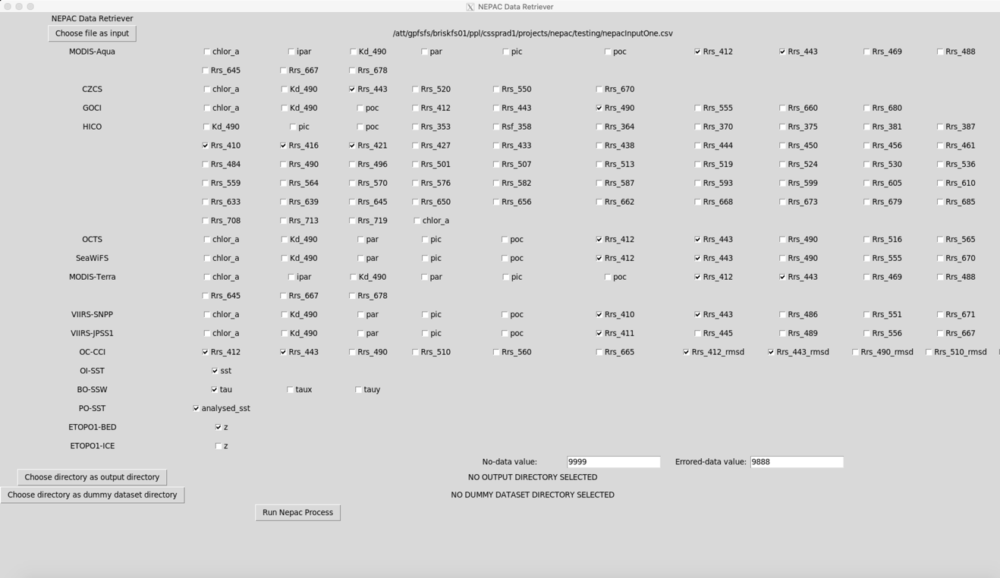 NEPAC Data Retriever
NEPAC Data Retriever
Choose file as input /att/gpfsfs/briskfs01/ppl/cssprad1/projects/nepac/testing/nepacInputOne.csv
MODIS-Aqua chlor_a ipar Kd_490 par pic poc Rrs_412 Rrs_443 Rrs_469 Rrs_488
Rrs_645 Rrs_667 Rrs_678
CZCS chlor_a Kd_490 Rrs_443 Rrs_520 Rrs_550 Rrs_670
GOCI chlor_a Kd_490 poc Rrs_412 Rrs_443 Rrs_490 Rrs_555 Rrs_660 Rrs_680
HICO Kd_490 pic poc Rrs_353 Rsf_358 Rrs_364 Rrs_370 Rrs_375 Rrs_381 Rrs_387
Rrs_410 Rrs_416 Rrs_421 Rrs_427 Rrs_433 Rrs_438 Rrs_444 Rrs_450 Rrs_456 Rrs_461
Rrs_484 Rrs_490 Rrs_496 Rrs_501 Rrs_507 Rrs_513 Rrs_519 Rrs_524 Rrs_530 Rrs_536
Rrs_559 Rrs_564 Rrs_570 Rrs_576 Rrs_582 Rrs_587 Rrs_593 Rrs_599 Rrs_605 Rrs_610
Rrs_633 Rrs_639 Rrs_645 Rrs_650 Rrs_656 Rrs_662 Rrs_668 Rrs_673 Rrs_679 Rrs_685
Rrs_708 Rrs_713 Rrs_719 chlor_a
OCTS chlor_a Kd_490 par pic poc Rrs_412 Rrs_443 Rrs_490 Rrs_516 Rrs_565
SeaWiFS chlor_a Kd_490 par pic poc Rrs_412 Rrs_443 Rrs_490 Rrs_555 Rrs_670
MODIS-Terra chlor_a ipar Kd_490 par pic poc Rrs_412 Rrs_443 Rrs_469 Rrs_488
Rrs_645 Rrs_667 Rrs_678
VIIRS-SNPP chlor_a Kd_490 par pic poc Rrs_410 Rrs_443 Rrs_486 Rrs_551 Rrs_671
VIIRS-JPSS1 chlor_a Kd_490 par pic poc Rrs_411 Rrs_445 Rrs_489 Rrs_556 Rrs_667
OC-CCI Rrs_412 Rrs_443 Rrs_490 Rrs_510 Rrs_560 Rrs_665 Rrs_412_rmsd Rrs_443_rmsd Rrs_490_rmsd Rrs_510_rmsd
OI-SST sst
BO-SSW tau taux tauy
PO-SST analysed_sst
ETOPO1-BED z
ETOPO1-ICE z
No-data value: 9999 Errored-data value: 9888
Choose directory as output directory NO OUTPUT DIRECTORY SELECTED
Choose directory as dummy dataset directory NO DUMMY DATASET DIRECTORY SELECTED
Run Nepac Process